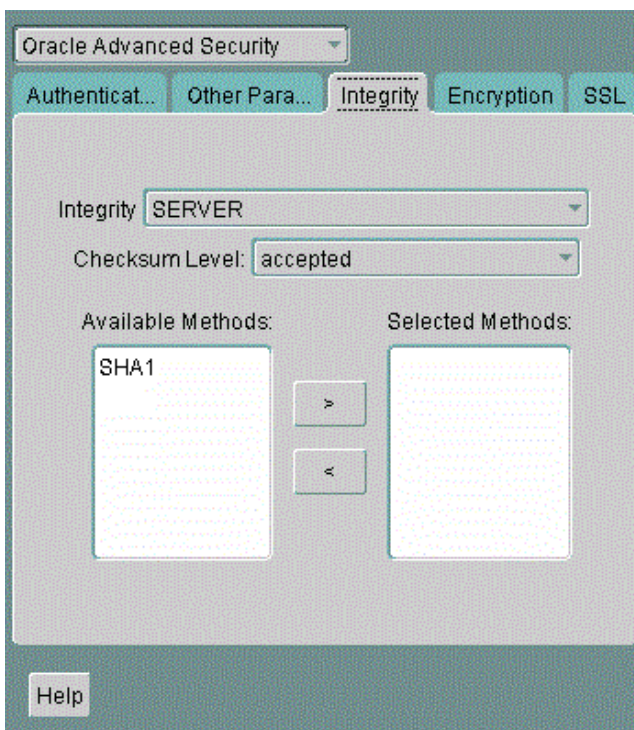 Oracle Advanced Security
Authenticat... Other Para... Integrity Encryption SSL
Integrity SERVER
Checksum Level: accepted
Available Methods: Selected Methods:
SHA1
>
<
Help